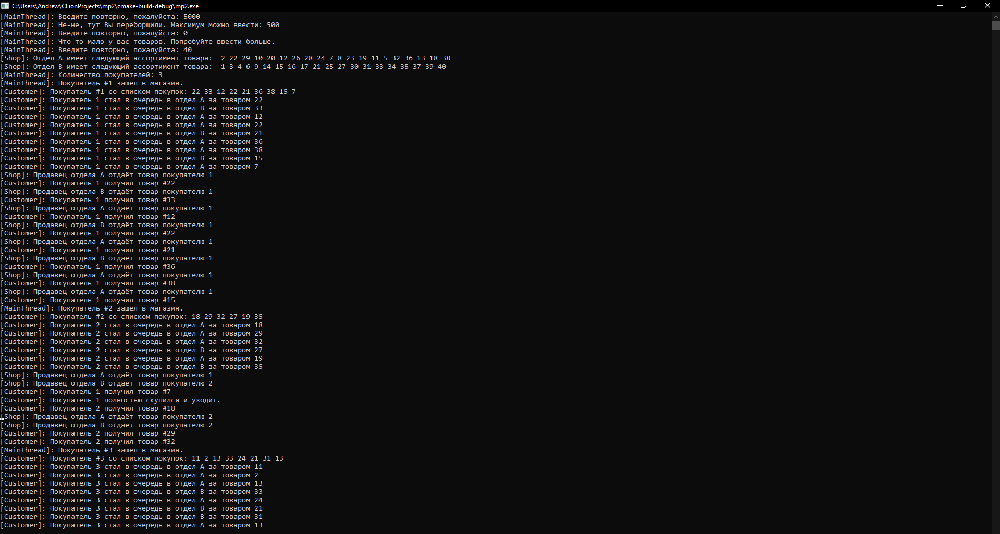 C:\Users\Andrew\CLionProjects\mp2\cmake-build-debug\mp2.exe
[MainThread]: Введите повторно, пожалуйста: 5000
[MainThread]: Не-не, тут Вы переборщили. Максимум можно ввести: 500
[MainThread]: Введите повторно, пожалуйста: 0
[MainThread]: Что-то мало у вас товаров. Попробуйте ввести больше.
[MainThread]: Введите повторно, пожалуйста: 40
[Shop]: Отдел A имеет следующий ассортимент товара:  2 22 29 10 20 12 26 28 24 7 8 23 19 11 5 32 36 13 18 38
[Shop]: Отдел B имеет следующий ассортимент товара:  1 3 4 6 9 14 15 16 17 21 25 27 30 31 33 34 35 37 39 40
[MainThread]: Количество покупателей: 3
[MainThread]: Покупатель #1 зашёл в магазин.
[Customer]: Покупатель #1 со списком покупок: 22 33 12 22 21 36 38 15 7
[Customer]: Покупатель 1 стал в очередь в отдел A за товаром 22
[Customer]: Покупатель 1 стал в очередь в отдел B за товаром 33
[Customer]: Покупатель 1 стал в очередь в отдел A за товаром 12
[Customer]: Покупатель 1 стал в очередь в отдел A за товаром 22
[Customer]: Покупатель 1 стал в очередь в отдел B за товаром 21
[Customer]: Покупатель 1 стал в очередь в отдел A за товаром 36
[Customer]: Покупатель 1 стал в очередь в отдел A за товаром 38
[Customer]: Покупатель 1 стал в очередь в отдел B за товаром 15
[Customer]: Покупатель 1 стал в очередь в отдел A за товаром 7
[Shop]: Продавец отдела A отдаёт товар покупателю 1
[Customer]: Покупатель 1 получил товар #22
[Shop]: Продавец отдела B отдаёт товар покупателю 1
[Customer]: Покупатель 1 получил товар #33
[Shop]: Продавец отдела A отдаёт товар покупателю 1
[Customer]: Покупатель 1 получил товар #12
[Shop]: Продавец отдела B отдаёт товар покупателю 1
[Customer]: Покупатель 1 получил товар #22
[Shop]: Продавец отдела A отдаёт товар покупателю 1
[Customer]: Покупатель 1 получил товар #21
[Shop]: Продавец отдела B отдаёт товар покупателю 1
[Customer]: Покупатель 1 получил товар #36
[Shop]: Продавец отдела A отдаёт товар покупателю 1
[Customer]: Покупатель 1 получил товар #38
[Shop]: Продавец отдела A отдаёт товар покупателю 1
[Customer]: Покупатель 1 получил товар #15
[MainThread]: Покупатель #2 зашёл в магазин.
[Customer]: Покупатель #2 со списком покупок: 18 29 32 27 19 35
[Customer]: Покупатель 2 стал в очередь в отдел A за товаром 18
[Customer]: Покупатель 2 стал в очередь в отдел A за товаром 29
[Customer]: Покупатель 2 стал в очередь в отдел A за товаром 32
[Customer]: Покупатель 2 стал в очередь в отдел B за товаром 27
[Customer]: Покупатель 2 стал в очередь в отдел A за товаром 19
[Customer]: Покупатель 2 стал в очередь в отдел B за товаром 35
[Shop]: Продавец отдела A отдаёт товар покупателю 1
[Shop]: Продавец отдела B отдаёт товар покупателю 2
[Customer]: Покупатель 1 получил товар #7
[Customer]: Покупатель 1 полностью скупился и уходит.
[Customer]: Покупатель 2 получил товар #18
[Shop]: Продавец отдела A отдаёт товар покупателю 2
[Shop]: Продавец отдела B отдаёт товар покупателю 2
[Customer]: Покупатель 2 получил товар #29
[Customer]: Покупатель 2 получил товар #32
[MainThread]: Покупатель #3 зашёл в магазин.
[Customer]: Покупатель #3 со списком покупок: 11 2 13 33 24 21 31 13
[Customer]: Покупатель 3 стал в очередь в отдел A за товаром 11
[Customer]: Покупатель 3 стал в очередь в отдел A за товаром 2
[Customer]: Покупатель 3 стал в очередь в отдел A за товаром 13
[Customer]: Покупатель 3 стал в очередь в отдел B за товаром 33
[Customer]: Покупатель 3 стал в очередь в отдел A за товаром 24
[Customer]: Покупатель 3 стал в очередь в отдел B за товаром 21
[Customer]: Покупатель 3 стал в очередь в отдел B за товаром 31
[Customer]: Покупатель 3 стал в очередь в отдел A за товаром 13